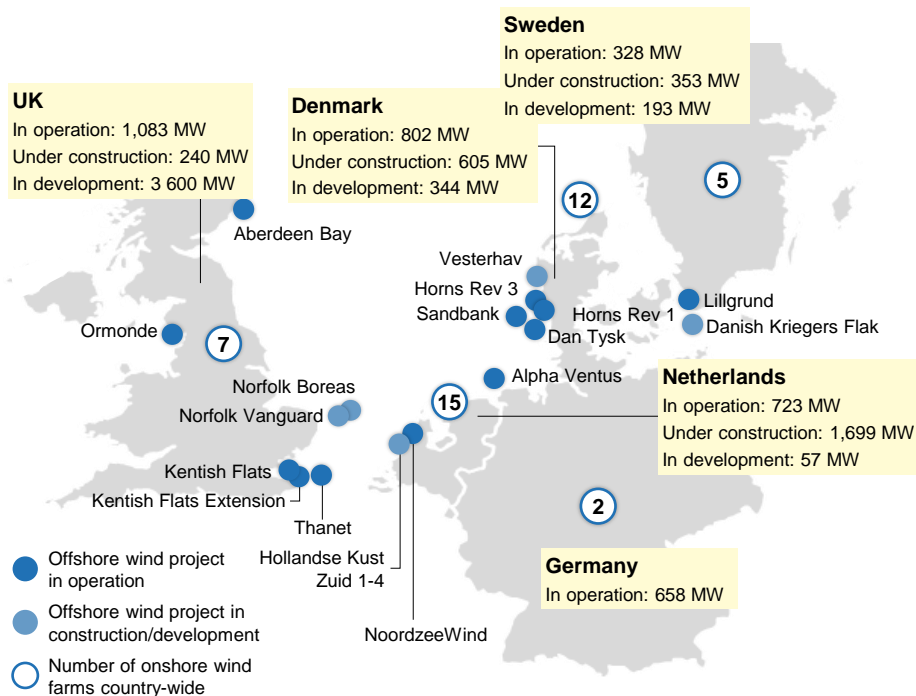 Sweden
In operation: 328 MW
Under construction: 353 MW
In development: 193 MW
UK
In operation: 1,083 MW
Under construction: 240 MW
In development: 3 600 MW
Denmark
In operation: 802 MW
Under construction: 605 MW
In development: 344 MW
5
12
Aberdeen Bay
Vesterhav
Horns Rev 3
Sandbank
Horns Rev 1
Dan Tysk
Lillgrund
Danish Kriegers Flak
Ormonde
7
Alpha Ventus
Norfolk Boreas
Norfolk Vanguard
15
Netherlands
In operation: 723 MW
Under construction: 1,699 MW
In development: 57 MW
Kentish Flats
Kentish Flats Extension
Thanet
2
Hollandse Kust
Zuid 1-4
NoordzeeWind
Germany
In operation: 658 MW
Offshore wind project
in operation
Offshore wind project in
construction/development
Number of onshore wind
farms country-wide